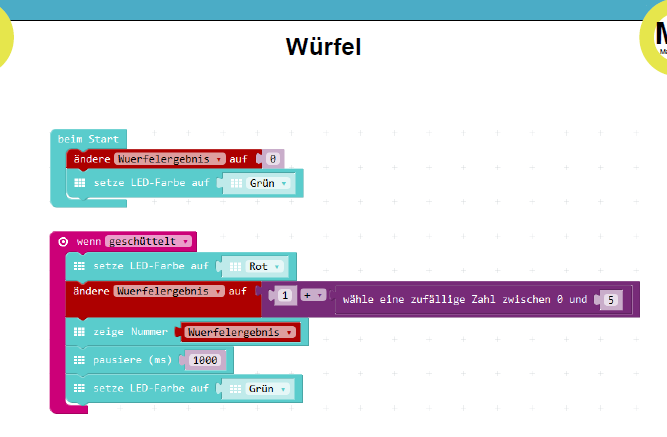 Würfel
M
beim Start
ändere Wuerfelergebnis auf 0
setze LED-Farbe auf Grün
wenn geschüttelt
setze LED-Farbe auf Rot
ändere Wuerfelergebnis auf 1 + wähle eine zufällige Zahl zwischen 0 und 5
zeige Nummer Wuerfelergebnis
pausiere (ms) 1000
setze LED-Farbe auf Grün